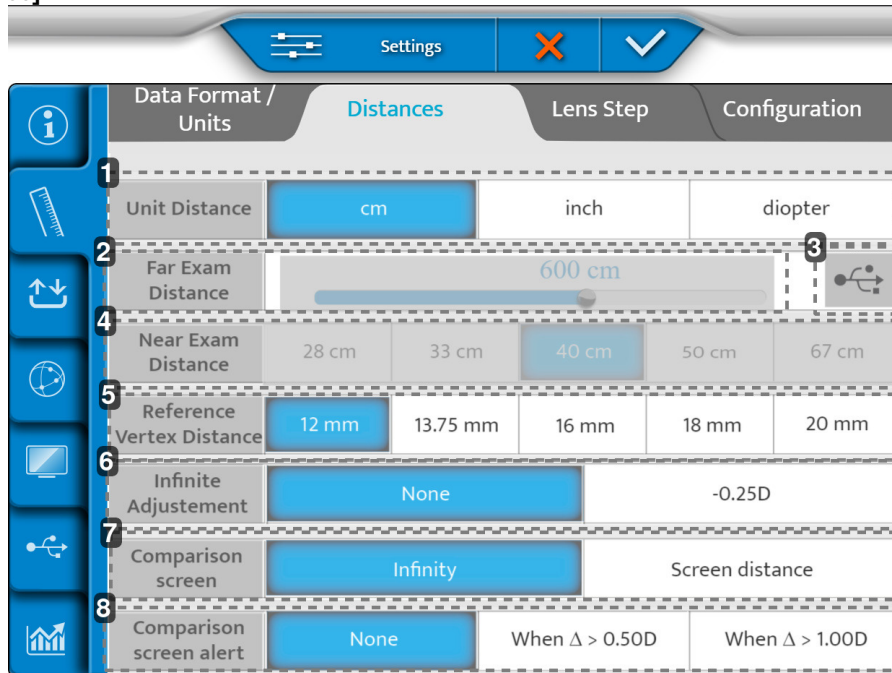 Settings
Data Format /
Units
Distances
Lens Step
Configuration
1
Unit Distance
cm
inch
diopter
2
3
Far Exam
Distance
600 cm
4
Near Exam
Distance
28 cm
33 cm
40 cm
50 cm
67 cm
5
Reference
Vertex Distance
12 mm
13.75 mm
16 mm
18 mm
20 mm
6
Infinite
Adjustement
None
-0.25D
7
Comparison
screen
Infinity
Screen distance
8
Comparison
screen alert
None
When Δ > 0.50D
When Δ > 1.00D